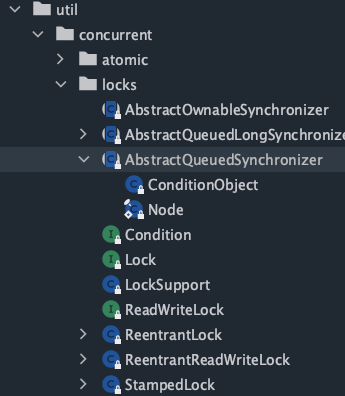 util
concurrent
atomic
locks
AbstractOwnableSynchronizer
AbstractQueuedLongSynchronize
AbstractQueuedSynchronizer
ConditionObject
Node
Condition
Lock
LockSupport
ReadWriteLock
ReentrantLock
ReentrantReadWriteLock
StampedLock